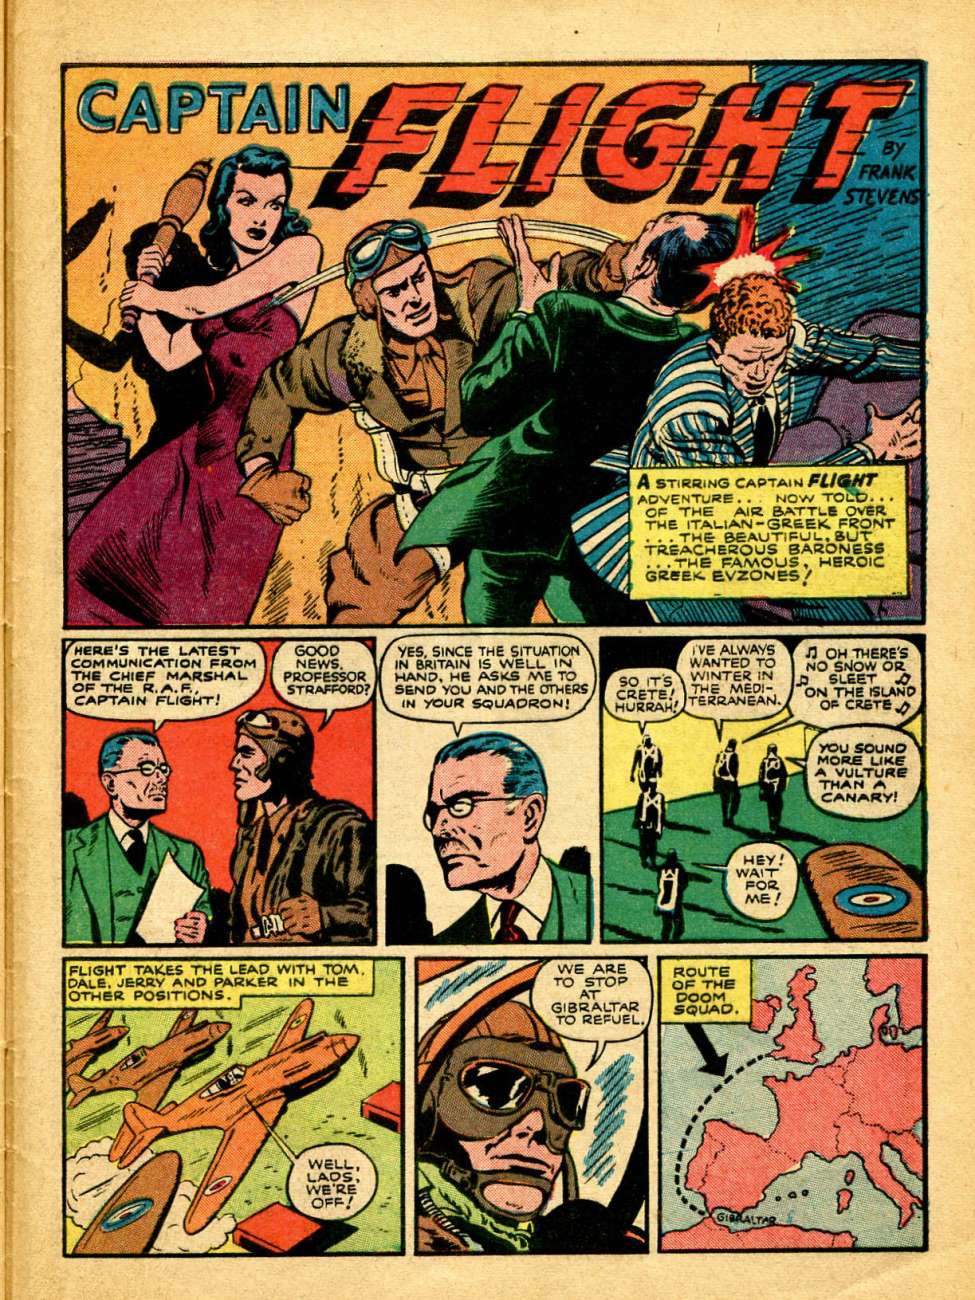 CAPTAIN FLIGHT
BY
FRANK
STEVENS
A STIRRING CAPTAIN FLIGHT
ADVENTURE... NOW TOLD...
OF THE AIR BATTLE OVER
THE ITALIAN-GREEK FRONT
...THE BEAUTIFUL, BUT
TREACHEROUS BARONESS
...THE FAMOUS, HEROIC
GREEK EVZONES!
HERE'S THE LATEST
COMMUNICATION FROM
THE CHIEF MARSHAL
OF THE R.A.F.,
CAPTAIN FLIGHT!
GOOD
NEWS,
PROFESSOR
STRAFFORD?
YES, SINCE THE SITUATION
IN BRITAIN IS WELL IN
HAND, HE ASKS ME TO
SEND YOU AND THE OTHERS
IN YOUR SQUADRON!
SO IT'S
CRETE!
HURRAH!
I'VE ALWAYS
WANTED TO
WINTER IN
THE MEDI-
TERRANEAN.
♫ OH THERE'S
NO SNOW OR
♪ SLEET ♫
ON THE ISLAND
OF CRETE ♪
YOU SOUND
MORE LIKE
A VULTURE
THAN A
CANARY!
HEY!
WAIT
FOR
ME!
FLIGHT TAKES THE LEAD WITH TOM,
DALE, JERRY AND PARKER IN THE
OTHER POSITIONS.
WELL,
LADS,
WE'RE
OFF!
WE ARE
TO STOP
AT
GIBRALTAR
TO REFUEL.
ROUTE
OF THE
DOOM
SQUAD.
GIBRALTAR